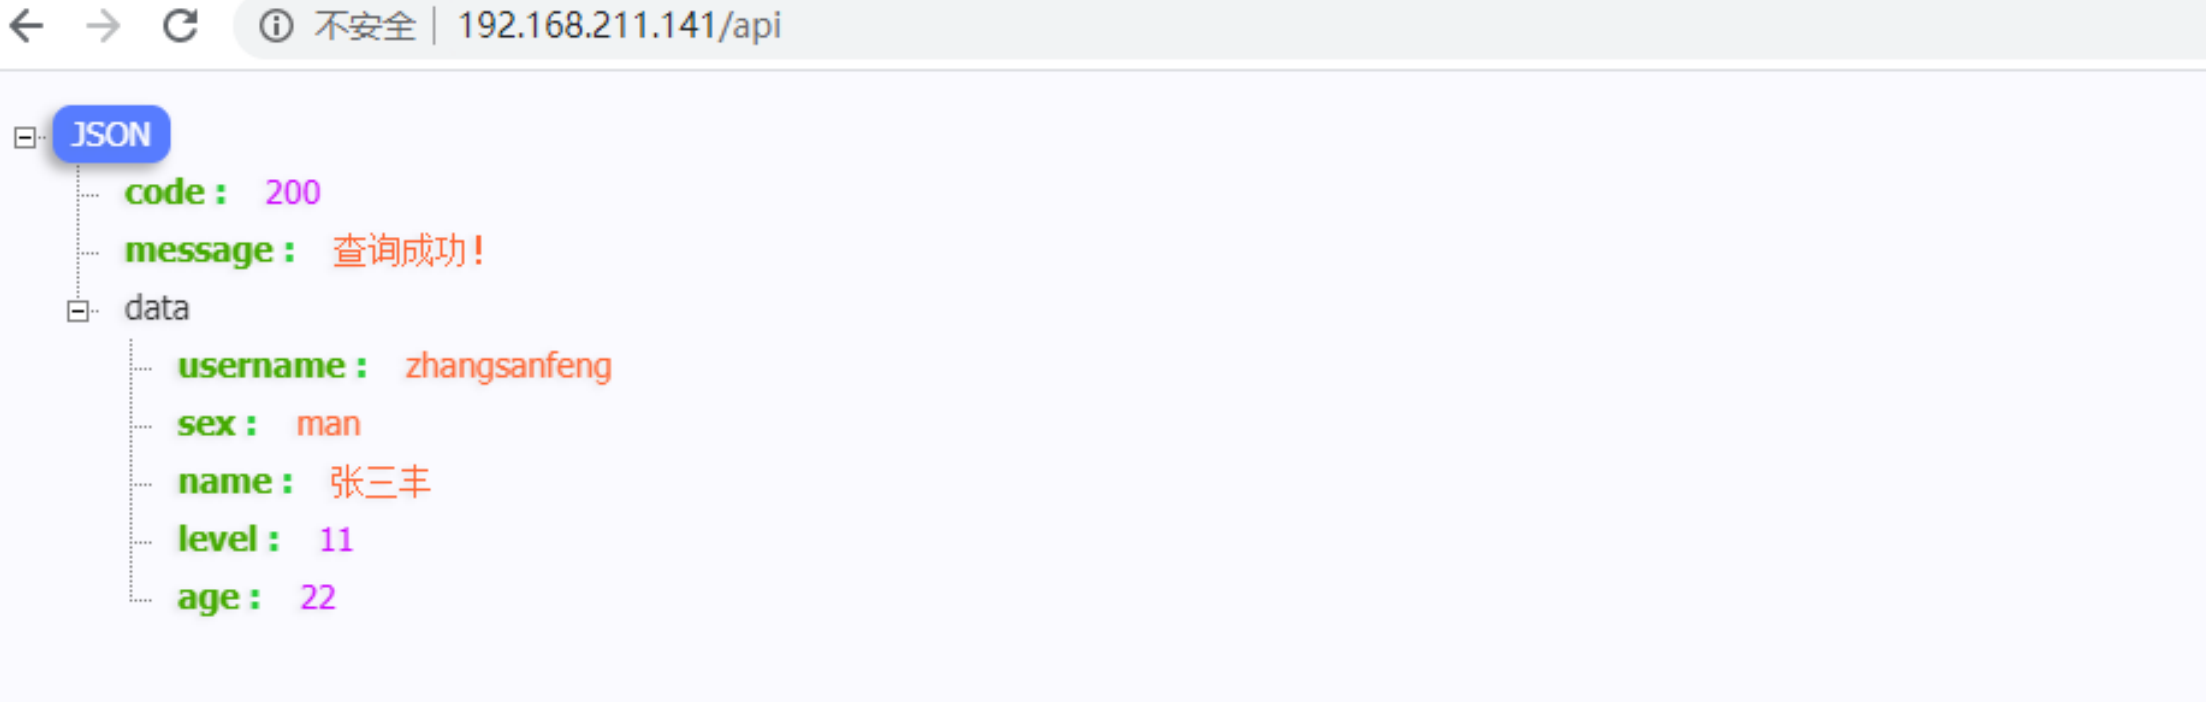 不安全 | 192.168.211.141/api
JSON
code : 200
message : 查询成功!
data
username : zhangsanfeng
sex : man
name : 张三丰
level : 11
age : 22